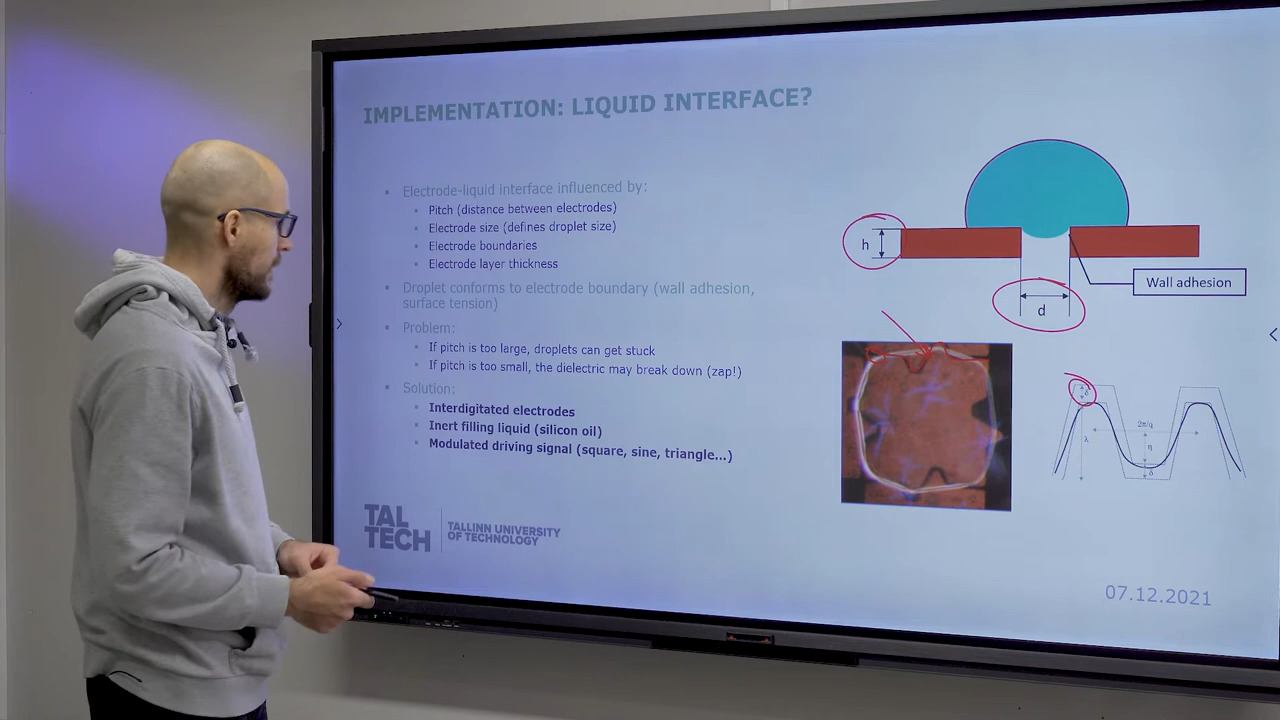 IMPLEMENTATION: LIQUID INTERFACE?
Electrode-liquid interface influenced by:
Pitch (distance between electrodes)
Electrode size (defines droplet size)
Electrode boundaries
Electrode layer thickness
Droplet conforms to electrode boundary (wall adhesion,
surface tension)
Problem:
If pitch is too large, droplets can get stuck
If pitch is too small, the dielectric may break down (zap!)
Solution:
Interdigitated electrodes
Inert filling liquid (silicon oil)
Modulated driving signal (square, sine, triangle...)
h
d
Wall adhesion
δ
2π/q
λ
η
δ
TAL
TECH
TALLINN UNIVERSITY
OF TECHNOLOGY
07.12.2021